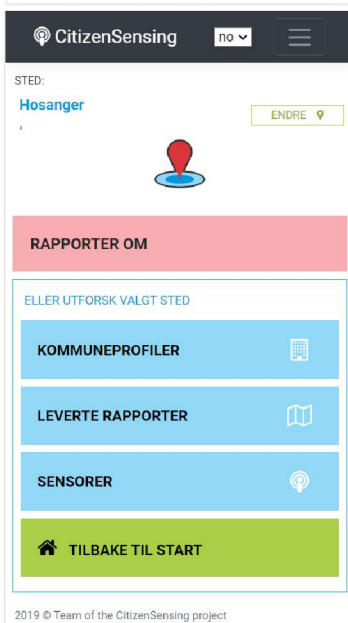 CitizenSensing no
STED:
Hosanger
ENDRE
,
RAPPORTER OM
ELLER UTFORSK VALGT STED
KOMMUNEPROFILER
LEVERTE RAPPORTER
SENSORER
TILBAKE TIL START
2019 © Team of the CitizenSensing project